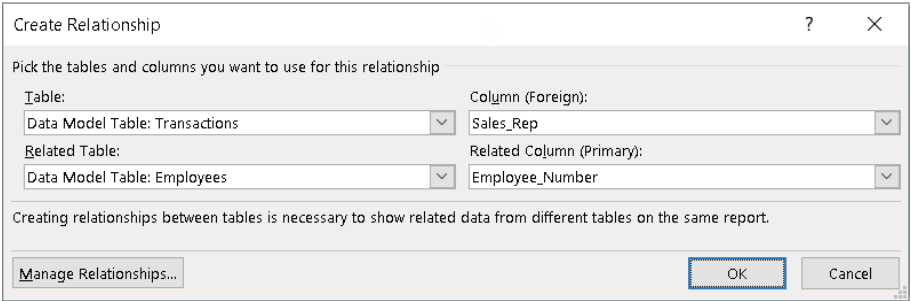 Create Relationship ?
Pick the tables and columns you want to use for this relationship
Table: Column (Foreign):
Data Model Table: Transactions Sales_Rep
Related Table: Related Column (Primary):
Data Model Table: Employees Employee_Number
Creating relationships between tables is necessary to show related data from different tables on the same report.
Manage Relationships... OK Cancel